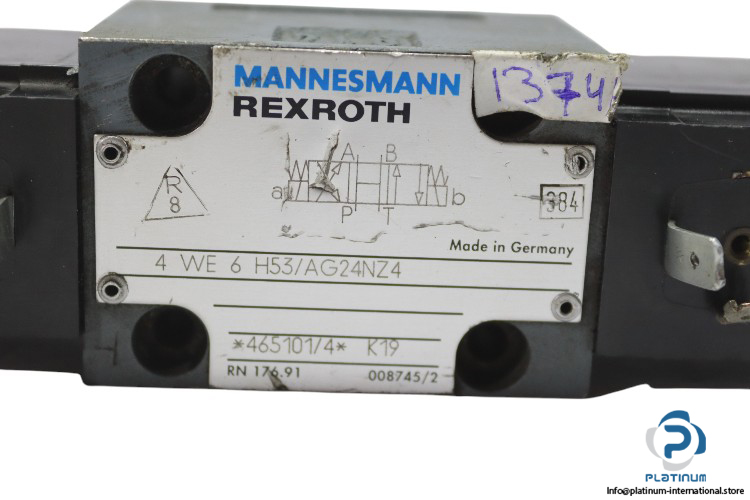 MANNESMANN
REXROTH
1374
A B
R
8
a
b
P T
384
Made in Germany
4 WE 6 H53/AG24NZ4
*465101/4* K19
RN 176.91 008745/2
PLATINUM
Info@platinum-international.store